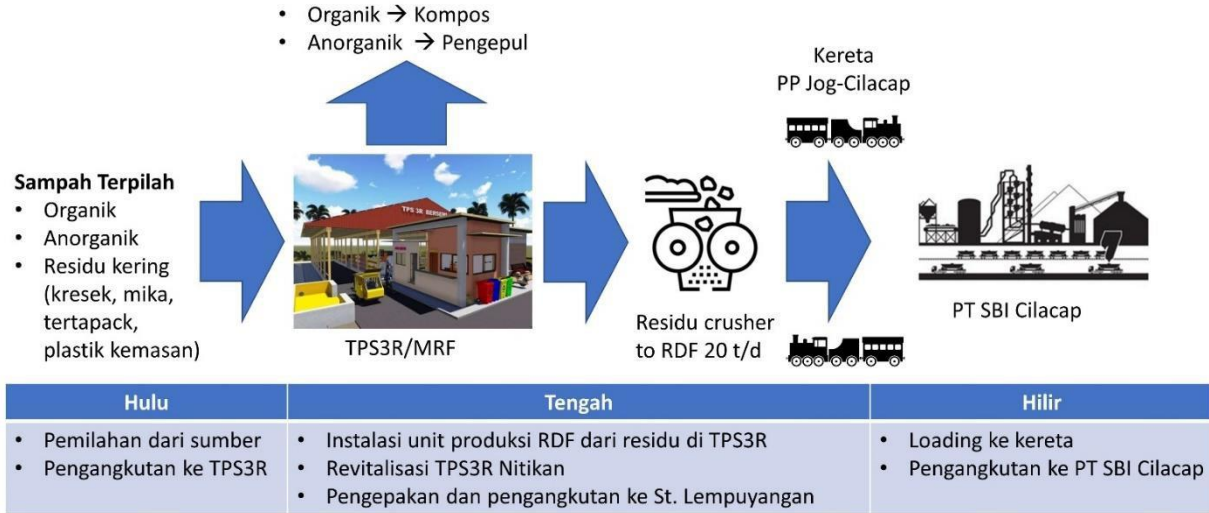 • Organik → Kompos
• Anorganik → Pengepul
Sampah Terpilah
• Organik
• Anorganik
• Residu kering
(kresek, mika,
tertapack,
plastik kemasan)
TPS 3R BERSEH
TPS3R/MRF
Residu crusher
to RDF 20 t/d
Kereta
PP Jog-Cilacap
PT SBI Cilacap
Hulu
• Pemilahan dari sumber
• Pengangkutan ke TPS3R
Tengah
• Instalasi unit produksi RDF dari residu di TPS3R
• Revitalisasi TPS3R Nitikan
• Pengepakan dan pengangkutan ke St. Lempuyangan
Hilir
• Loading ke kereta
• Pengangkutan ke PT SBI Cilacap